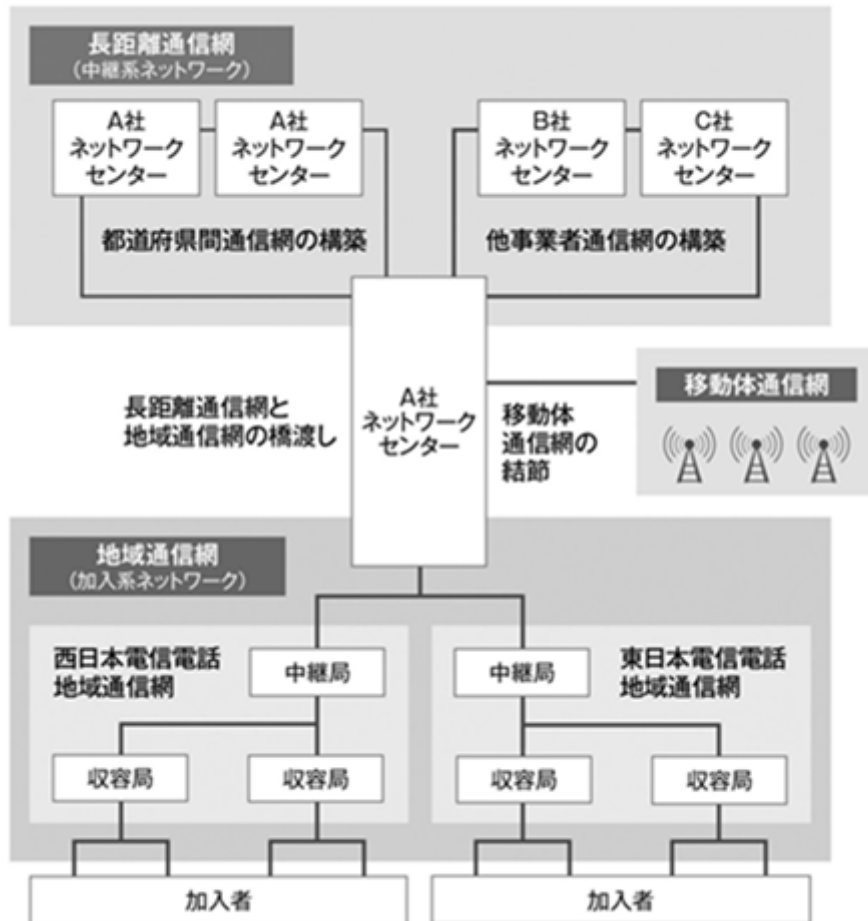 長距離通信網
(中継系ネットワーク)
A社
ネットワーク
センター
A社
ネットワーク
センター
B社
ネットワーク
センター
C社
ネットワーク
センター
都道府県間通信網の構築
他事業者通信網の構築
長距離通信網と
地域通信網の橋渡し
A社
ネットワーク
センター
移動体
通信網の
結節
移動体通信網
地域通信網
(加入系ネットワーク)
西日本電信電話
地域通信網
中継局
中継局
東日本電信電話
地域通信網
収容局
収容局
収容局
収容局
加入者
加入者